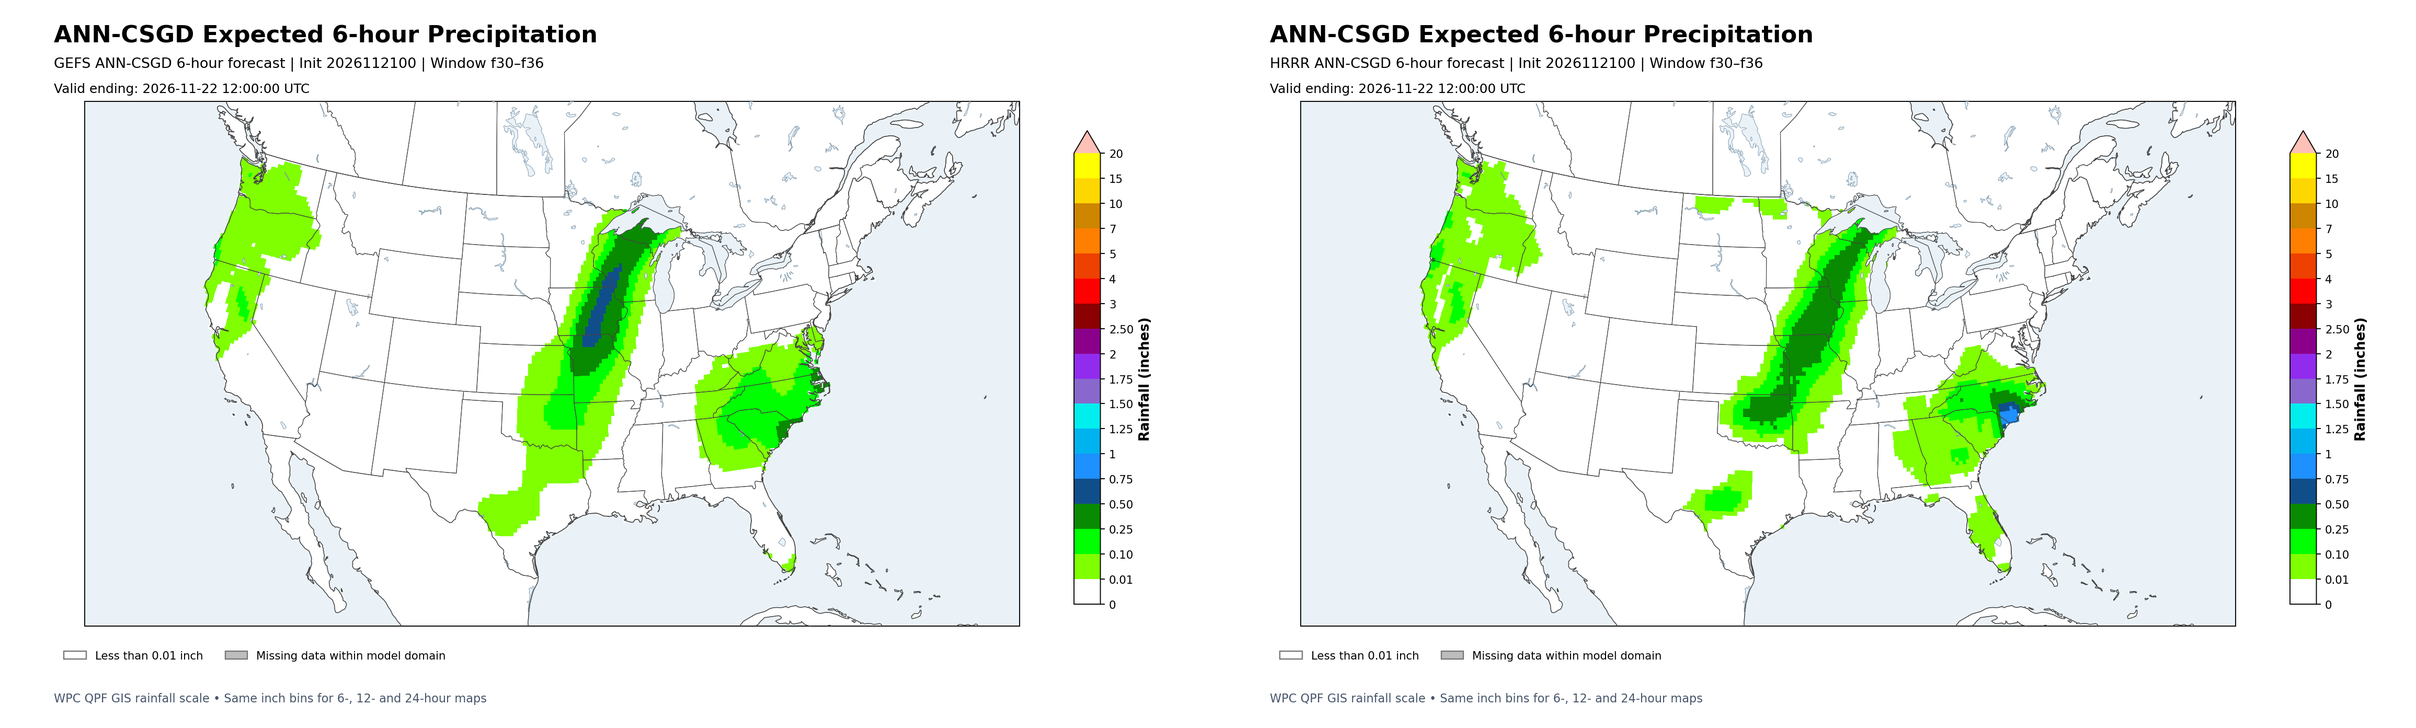 ANN-CSGD Expected 6-hour Precipitation
GEFS ANN-CSGD 6-hour forecast | Init 2026112100 | Window f30–f36
Valid ending: 2026-11-22 12:00:00 UTC
20
15
10
7
5
4
3
2.50
2
1.75
1.50
1.25
1
0.75
0.50
0.25
0.10
0.01
0
Rainfall (inches)
Less than 0.01 inch
Missing data within model domain
WPC QPF GIS rainfall scale • Same inch bins for 6-, 12- and 24-hour maps
ANN-CSGD Expected 6-hour Precipitation
HRRR ANN-CSGD 6-hour forecast | Init 2026112100 | Window f30–f36
Valid ending: 2026-11-22 12:00:00 UTC
20
15
10
7
5
4
3
2.50
2
1.75
1.50
1.25
1
0.75
0.50
0.25
0.10
0.01
0
Rainfall (inches)
Less than 0.01 inch
Missing data within model domain
WPC QPF GIS rainfall scale • Same inch bins for 6-, 12- and 24-hour maps